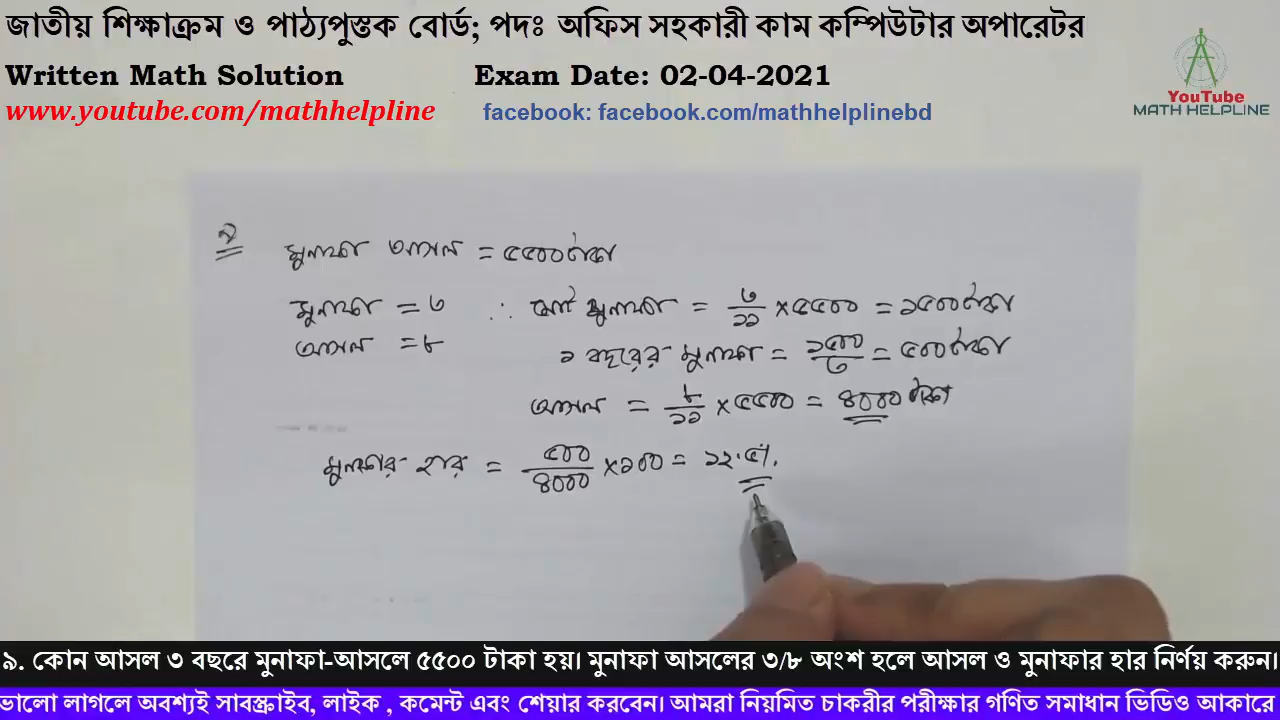 জাতীয় শিক্ষাক্রম ও পাঠ্যপুস্তক বোর্ড; পদঃ অফিস সহকারী কাম কম্পিউটার অপারেটর
Written Math Solution Exam Date: 02-04-2021
www.youtube.com/mathhelpline facebook: facebook.com/mathhelplinebd
YouTube
MATH HELPLINE
৯
মুনাফা আসল = ৫৫০০ টাকা
মুনাফা = ৩ ∴ মোট মুনাফা = ৩/১১ × ৫৫০০ = ১৫০০ টাকা
আসল = ৮ ১ বছরের মুনাফা = ১৫০০/৩ = ৫০০ টাকা
আসল = ৮/১১ × ৫৫০০ = ৪০০০ টাকা
মুনাফার হার = ৫০০/৪০০০ × ১০০ = ১২.৫%
৯. কোন আসল ৩ বছরে মুনাফা-আসলে ৫৫০০ টাকা হয়। মুনাফা আসলের ৩/৮ অংশ হলে আসল ও মুনাফার হার নির্ণয় করুন।
ভালো লাগলে অবশ্যই সাবস্ক্রাইব, লাইক , কমেন্ট এবং শেয়ার করবেন। আমরা নিয়মিত চাকরীর পরীক্ষার গণিত সমাধান ভিডিও আকারে